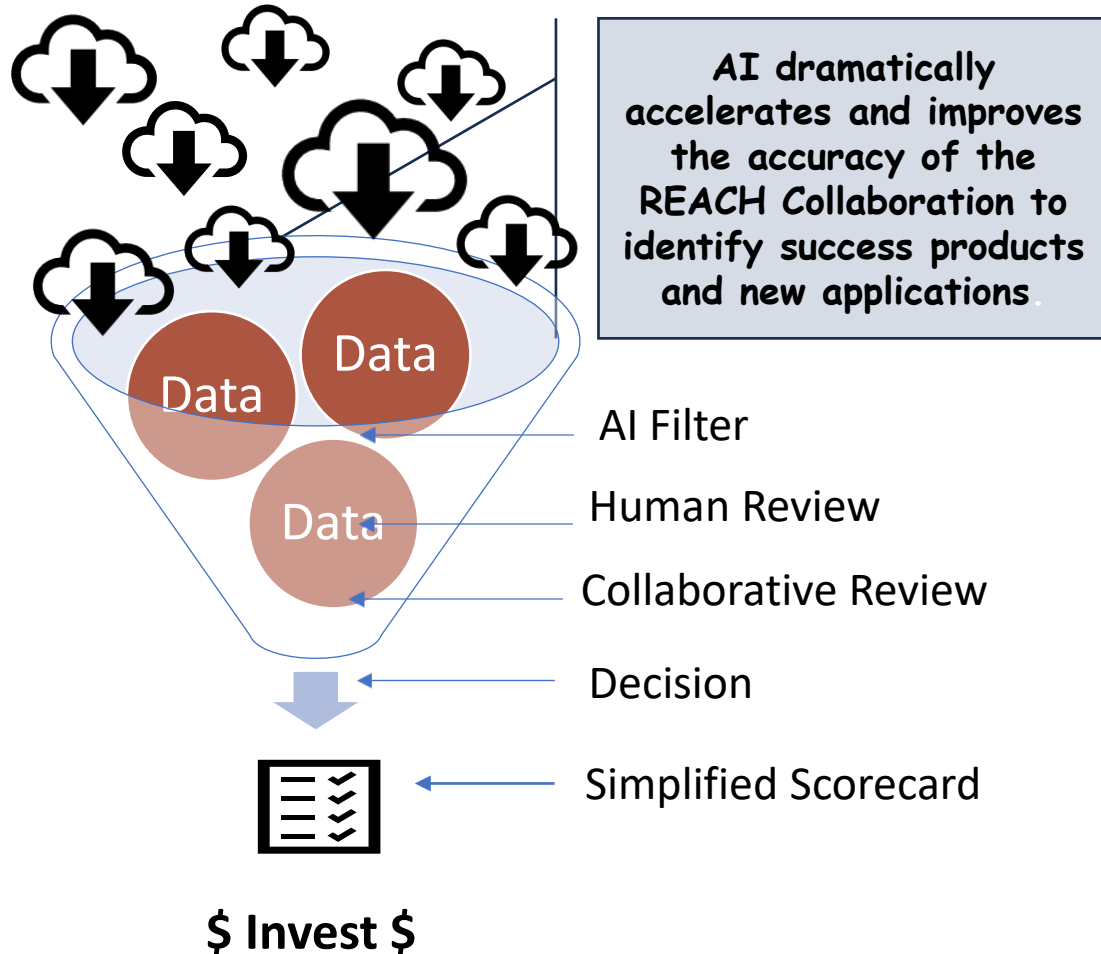 AI dramatically
accelerates and improves
the accuracy of the
REACH Collaboration to
identify success products
and new applications.
Data
Data
Data
AI Filter
Human Review
Collaborative Review
Decision
Simplified Scorecard
$ Invest $